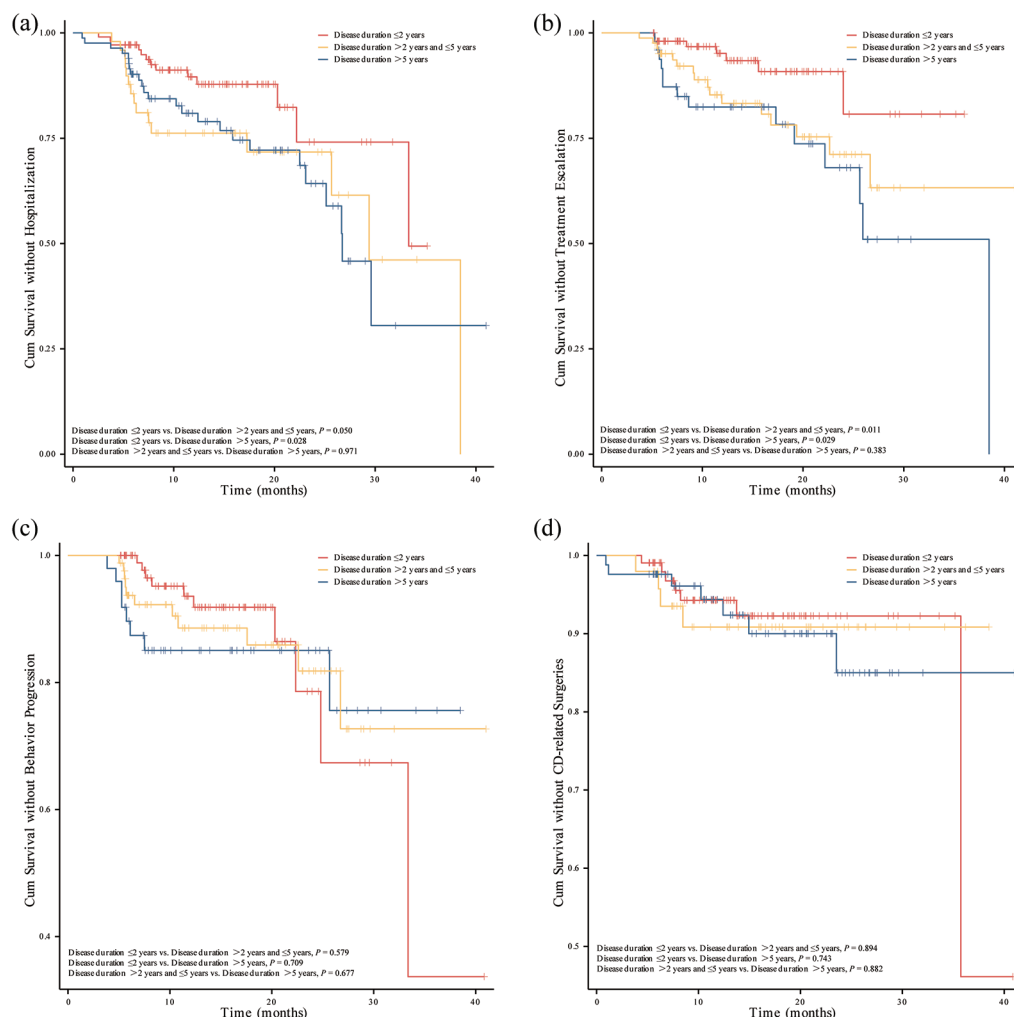 (a)
1.00
0.75
0.50
0.25
0.00
Cum Survival without Hospitalization
Disease duration ≤2 years
Disease duration >2 years and ≤5 years
Disease duration >5 years
Disease duration ≤2 years vs. Disease duration >2 years and ≤5 years, P = 0.050
Disease duration ≤2 years vs. Disease duration >5 years, P = 0.028
Disease duration >2 years and ≤5 years vs. Disease duration >5 years, P = 0.971
0 10 20 30 40
Time (months)
(b)
1.00
0.75
0.50
0.25
0.00
Cum Survival without Treatment Escalation
Disease duration ≤2 years
Disease duration >2 years and ≤5 years
Disease duration >5 years
Disease duration ≤2 years vs. Disease duration >2 years and ≤5 years, P = 0.011
Disease duration ≤2 years vs. Disease duration >5 years, P = 0.029
Disease duration >2 years and ≤5 years vs. Disease duration >5 years, P = 0.383
0 10 20 30 40
Time (months)
(c)
1.0
0.8
0.6
0.4
Cum Survival without Behavior Progression
Disease duration ≤2 years
Disease duration >2 years and ≤5 years
Disease duration >5 years
Disease duration ≤2 years vs. Disease duration >2 years and ≤5 years, P = 0.579
Disease duration ≤2 years vs. Disease duration >5 years, P = 0.709
Disease duration >2 years and ≤5 years vs. Disease duration >5 years, P = 0.677
0 10 20 30 40
Time (months)
(d)
1.0
0.9
0.8
0.7
0.6
0.5
Cum Survival without CD-related Surgeries
Disease duration ≤2 years
Disease duration >2 years and ≤5 years
Disease duration >5 years
Disease duration ≤2 years vs. Disease duration >2 years and ≤5 years, P = 0.894
Disease duration ≤2 years vs. Disease duration >5 years, P = 0.743
Disease duration >2 years and ≤5 years vs. Disease duration >5 years, P = 0.882
0 10 20 30 40
Time (months)